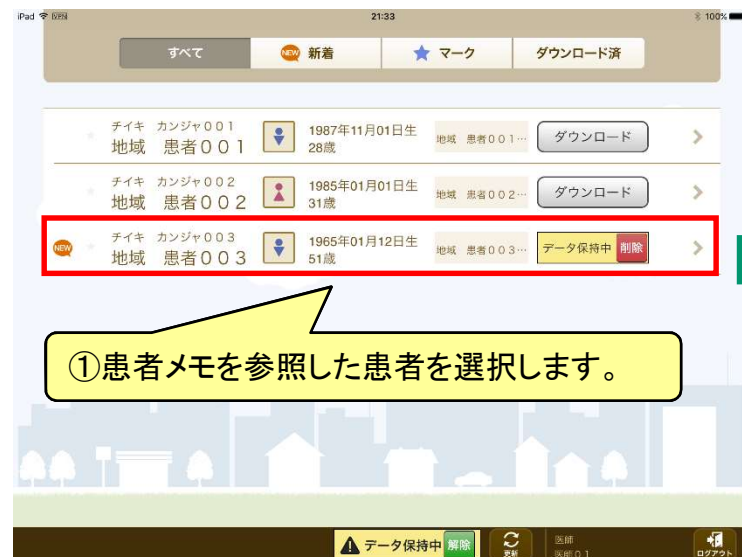 iPad VPN 21:33 100%
すべて NEW 新着 マーク ダウンロード済
チイキ カンジャ001
地域 患者001
1987年11月01日生
28歳
地域 患者001…
ダウンロード
チイキ カンジャ002
地域 患者002
1985年01月01日生
31歳
地域 患者002…
ダウンロード
NEW
チイキ カンジャ003
地域 患者003
1965年01月12日生
51歳
地域 患者003…
データ保持中 削除
①患者メモを参照した患者を選択します。
データ保持中 解除
更新
医師
医師01
ログアウト